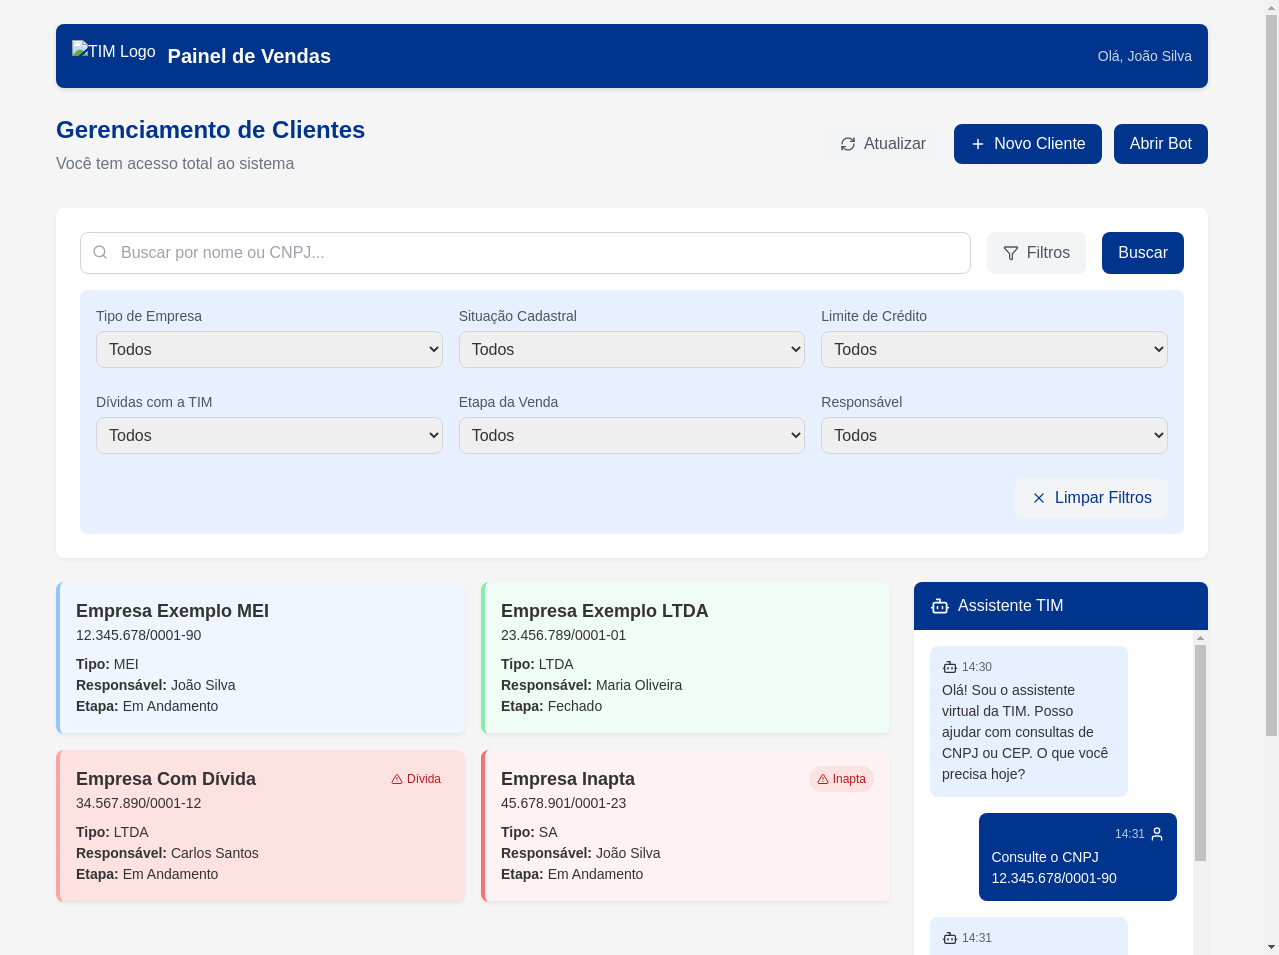 TIM Logo
Painel de Vendas
Olá, João Silva
Gerenciamento de Clientes
Você tem acesso total ao sistema
Atualizar
Novo Cliente
Abrir Bot
Buscar por nome ou CNPJ...
Filtros
Buscar
Tipo de Empresa
Todos
Situação Cadastral
Todos
Limite de Crédito
Todos
Dívidas com a TIM
Todos
Etapa da Venda
Todos
Responsável
Todos
Limpar Filtros
Empresa Exemplo MEI
12.345.678/0001-90
Tipo: MEI
Responsável: João Silva
Etapa: Em Andamento
Empresa Exemplo LTDA
23.456.789/0001-01
Tipo: LTDA
Responsável: Maria Oliveira
Etapa: Fechado
Empresa Com Dívida
Dívida
34.567.890/0001-12
Tipo: LTDA
Responsável: Carlos Santos
Etapa: Em Andamento
Empresa Inapta
Inapta
45.678.901/0001-23
Tipo: SA
Responsável: João Silva
Etapa: Em Andamento
Assistente TIM
14:30
Olá! Sou o assistente
virtual da TIM. Posso
ajudar com consultas de
CNPJ ou CEP. O que você
precisa hoje?
14:31
Consulte o CNPJ
12.345.678/0001-90
14:31